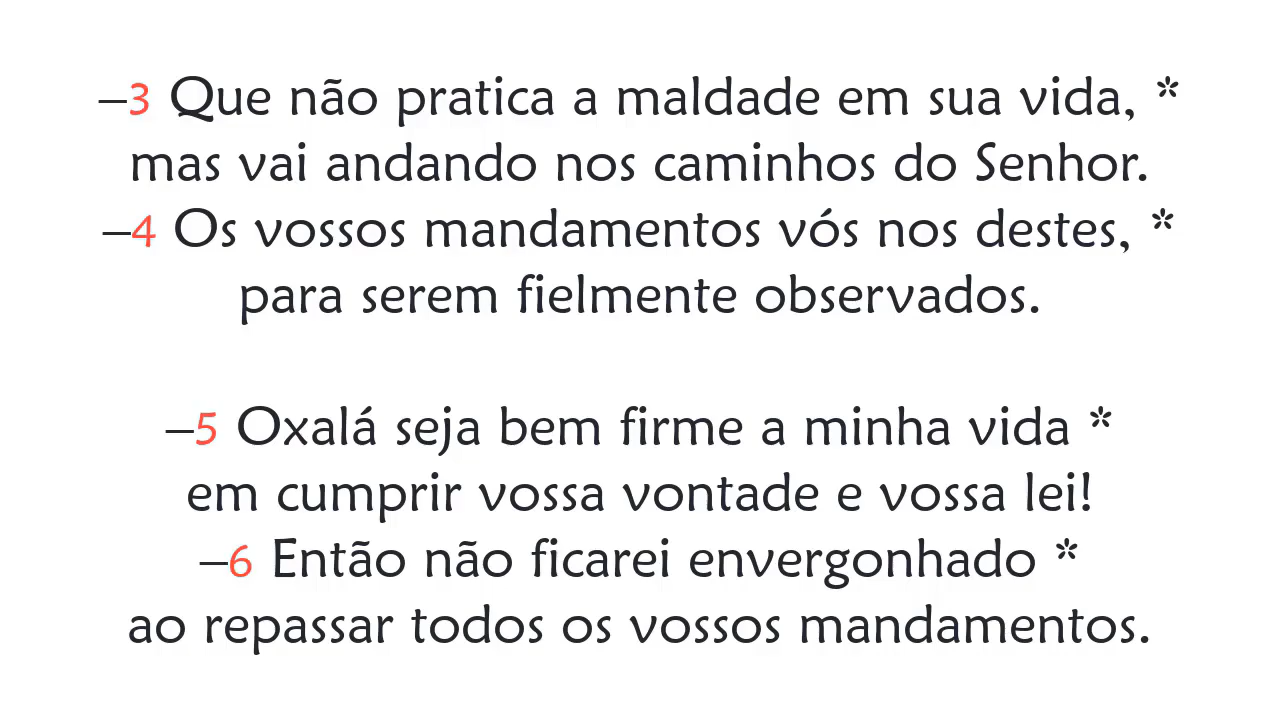 –3 Que não pratica a maldade em sua vida, *
mas vai andando nos caminhos do Senhor.
–4 Os vossos mandamentos vós nos destes, *
para serem fielmente observados.
–5 Oxalá seja bem firme a minha vida *
em cumprir vossa vontade e vossa lei!
–6 Então não ficarei envergonhado *
ao repassar todos os vossos mandamentos.